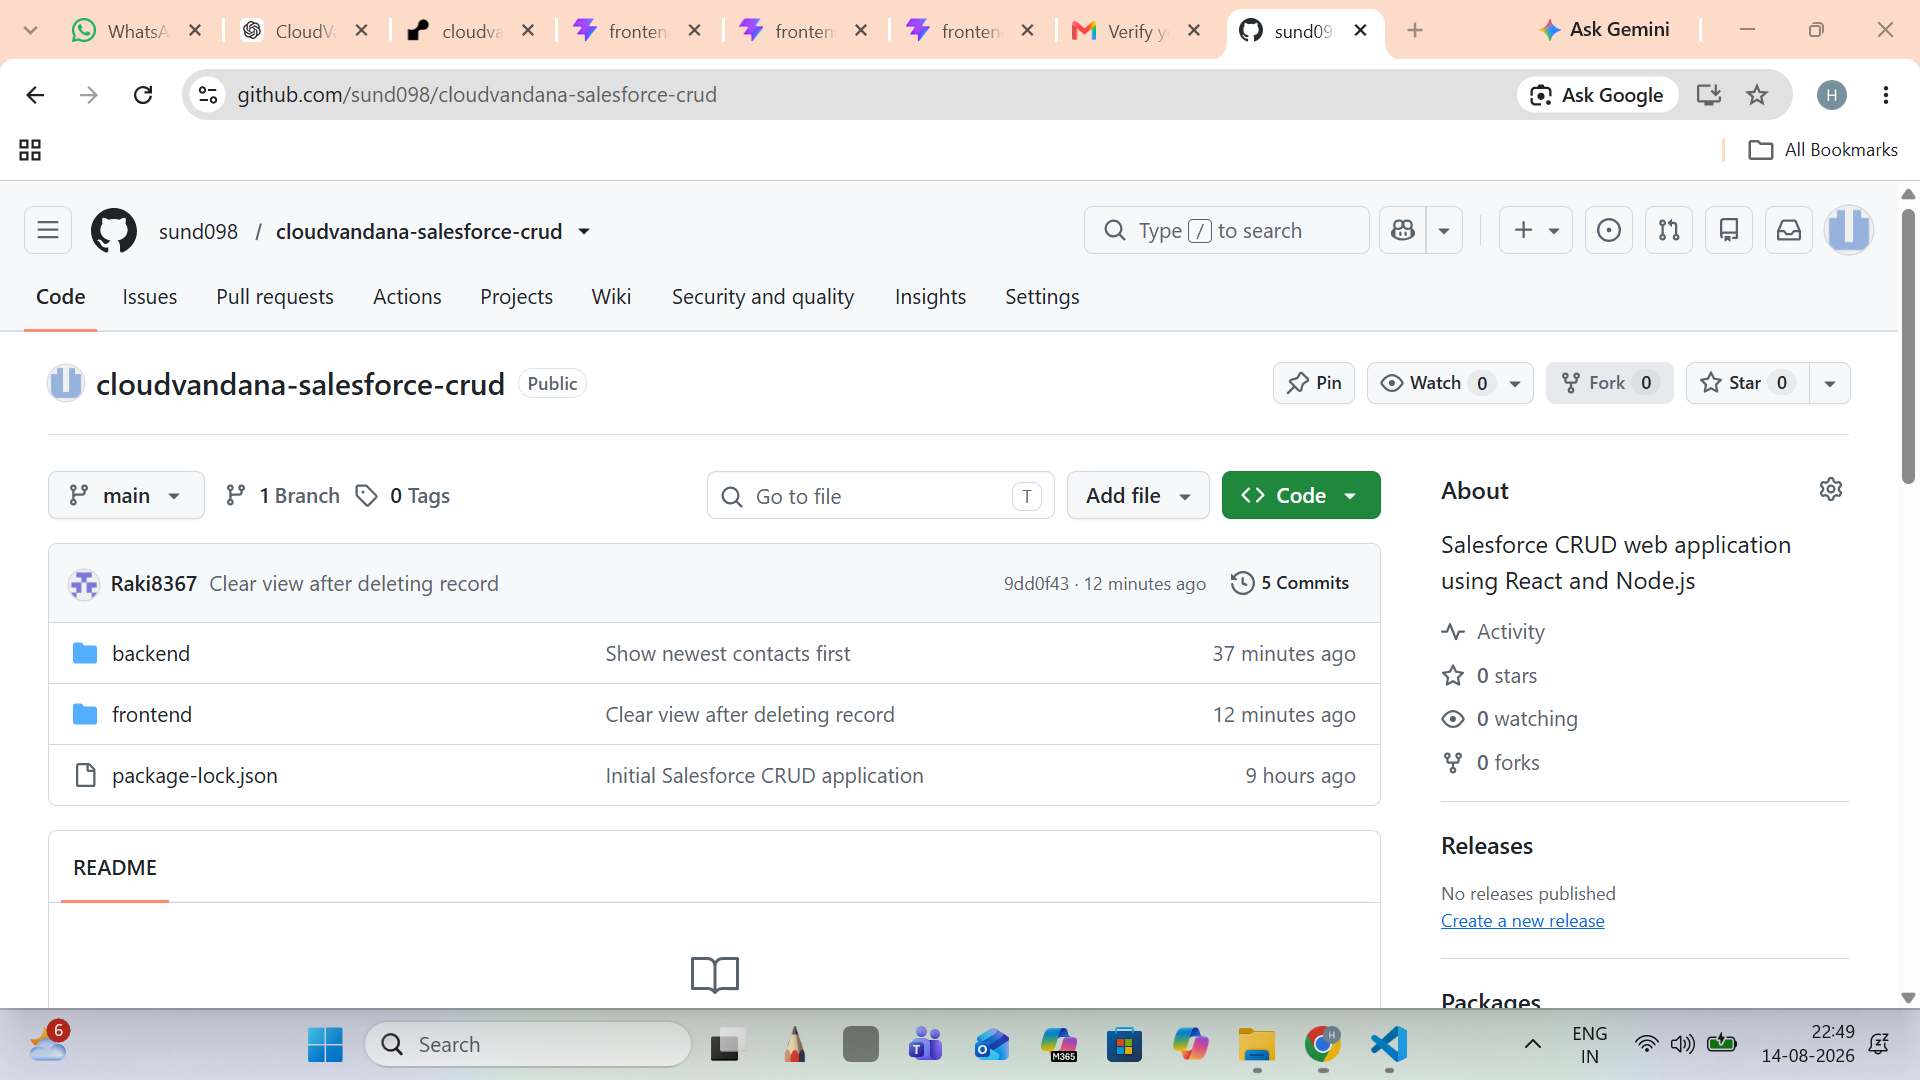 WhatsA
CloudVa
cloudva
fronten
fronten
fronten
Verify yo
sund098
Ask Gemini
github.com/sund098/cloudvandana-salesforce-crud
Ask Google
H
All Bookmarks
sund098 / cloudvandana-salesforce-crud
Type / to search
Code Issues Pull requests Actions Projects Wiki Security and quality Insights Settings
cloudvandana-salesforce-crud Public
Pin
Watch 0
Fork 0
Star 0
main
1 Branch
0 Tags
Go to file T
Add file
Code
Raki8367 Clear view after deleting record 9dd0f43 · 12 minutes ago 5 Commits
backend Show newest contacts first 37 minutes ago
frontend Clear view after deleting record 12 minutes ago
package-lock.json Initial Salesforce CRUD application 9 hours ago
README
About
Salesforce CRUD web application
using React and Node.js
Activity
0 stars
0 watching
0 forks
Releases
No releases published
Create a new release
Packages
6
Search
T
M365
H
ENG
IN
22:49
14-08-2026